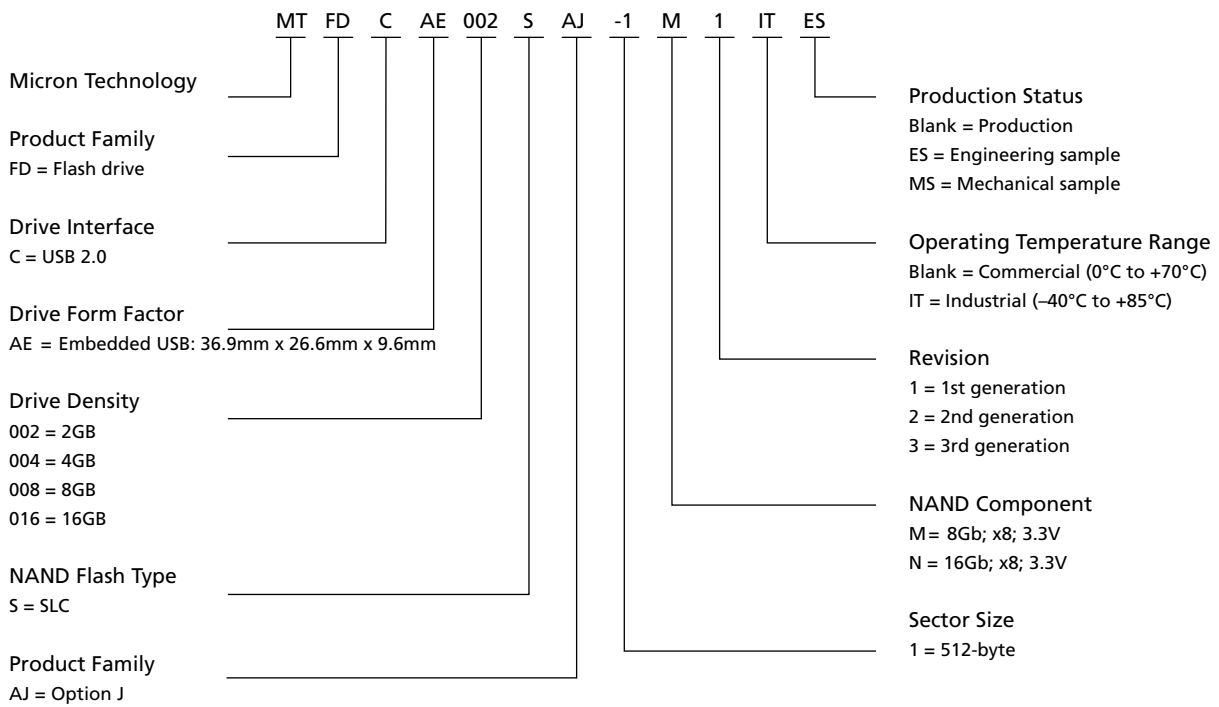 MT FD C AE 002 S AJ -1 M 1 IT ES
Micron Technology
Product Family
FD = Flash drive
Drive Interface
C = USB 2.0
Drive Form Factor
AE = Embedded USB: 36.9mm x 26.6mm x 9.6mm
Drive Density
002 = 2GB
004 = 4GB
008 = 8GB
016 = 16GB
NAND Flash Type
S = SLC
Product Family
AJ = Option J
Production Status
Blank = Production
ES = Engineering sample
MS = Mechanical sample
Operating Temperature Range
Blank = Commercial (0°C to +70°C)
IT = Industrial (–40°C to +85°C)
Revision
1 = 1st generation
2 = 2nd generation
3 = 3rd generation
NAND Component
M = 8Gb; x8; 3.3V
N = 16Gb; x8; 3.3V
Sector Size
1 = 512-byte